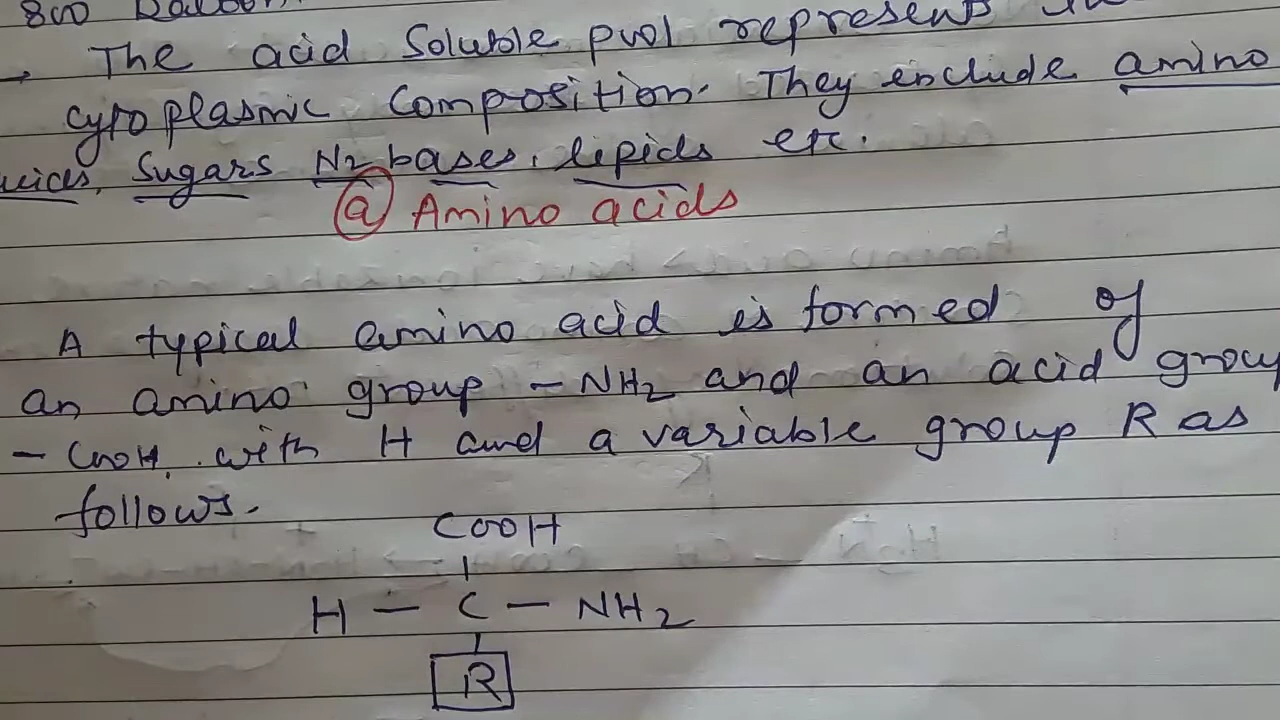 800 Dalton.
→ The acid Soluble pool represents
cytoplasmic Composition. They include amino
acids, Sugars N2 bases, lipids etc.
(a) Amino acids
A typical amino acid is formed of
an amino group - NH2 and an acid group
- COOH, with H and a variable group R as
follows.
COOH
H - C - NH2
R